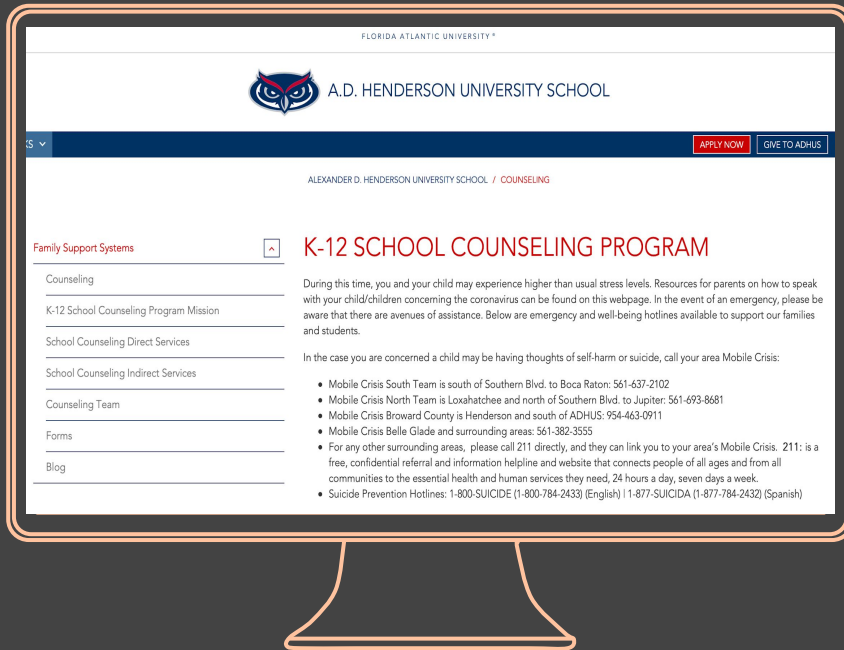 FLORIDA ATLANTIC UNIVERSITY®
A.D. HENDERSON UNIVERSITY SCHOOL
KS
APPLY NOW
GIVE TO ADHUS
ALEXANDER D. HENDERSON UNIVERSITY SCHOOL / COUNSELING
Family Support Systems
Counseling
K-12 School Counseling Program Mission
School Counseling Direct Services
School Counseling Indirect Services
Counseling Team
Forms
Blog
K-12 SCHOOL COUNSELING PROGRAM
During this time, you and your child may experience higher than usual stress levels. Resources for parents on how to speak
with your child/children concerning the coronavirus can be found on this webpage. In the event of an emergency, please be
aware that there are avenues of assistance. Below are emergency and well-being hotlines available to support our families
and students.
In the case you are concerned a child may be having thoughts of self-harm or suicide, call your area Mobile Crisis:
• Mobile Crisis South Team is south of Southern Blvd. to Boca Raton: 561-637-2102
• Mobile Crisis North Team is Loxahatchee and north of Southern Blvd. to Jupiter: 561-693-8681
• Mobile Crisis Broward County is Henderson and south of ADHUS: 954-463-0911
• Mobile Crisis Belle Glade and surrounding areas: 561-382-3555
• For any other surrounding areas, please call 211 directly, and they can link you to your area's Mobile Crisis. 211: is a
free, confidential referral and information helpline and website that connects people of all ages and from all
communities to the essential health and human services they need, 24 hours a day, seven days a week.
• Suicide Prevention Hotlines: 1-800-SUICIDE (1-800-784-2433) (English) | 1-877-SUICIDA (1-877-784-2432) (Spanish)